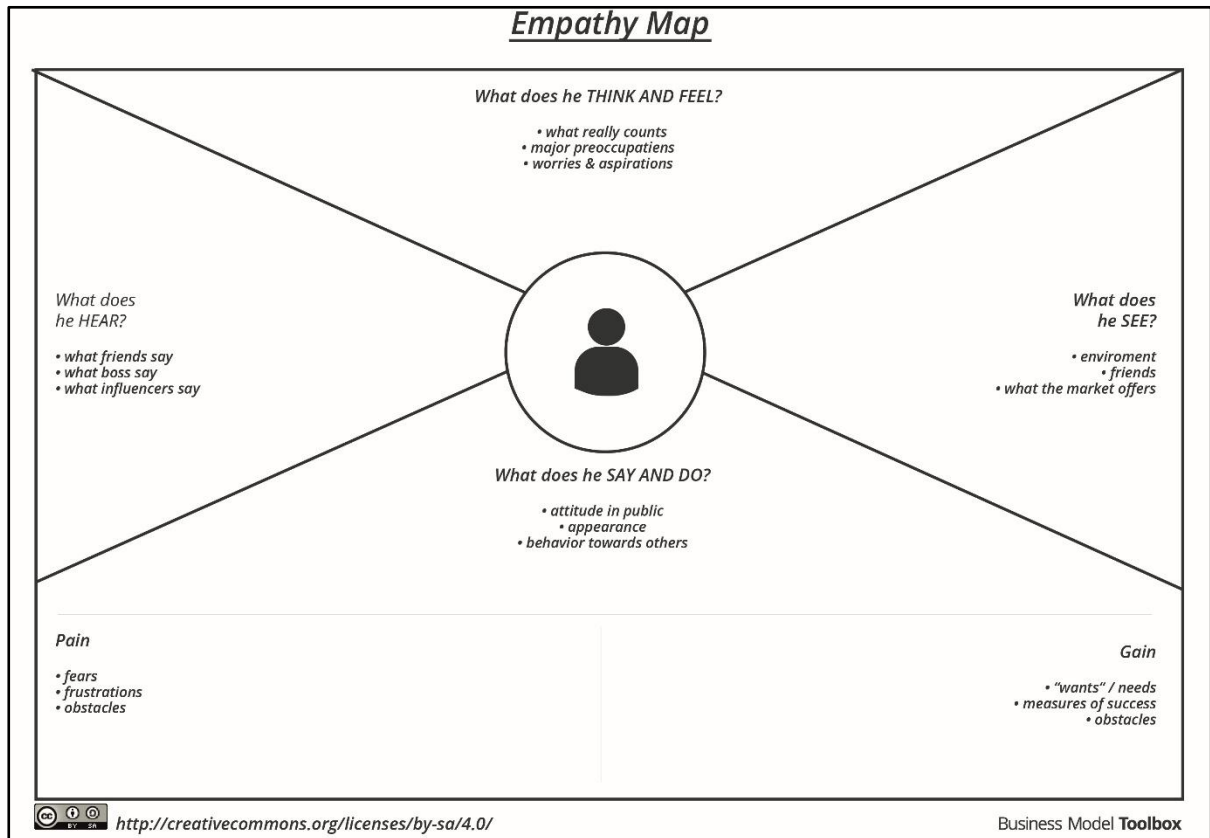 Empathy Map
What does he THINK AND FEEL?
• what really counts
• major preoccupatiens
• worries & aspirations
What does
he HEAR?
• what friends say
• what boss say
• what influencers say
What does
he SEE?
• enviroment
• friends
• what the market offers
What does he SAY AND DO?
• attitude in public
• appearance
• behavior towards others
Pain
• fears
• frustrations
• obstacles
Gain
• “wants“ / needs
• measures of success
• obstacles
cc BY SA http://creativecommons.org/licenses/by-sa/4.0/
Business Model Toolbox